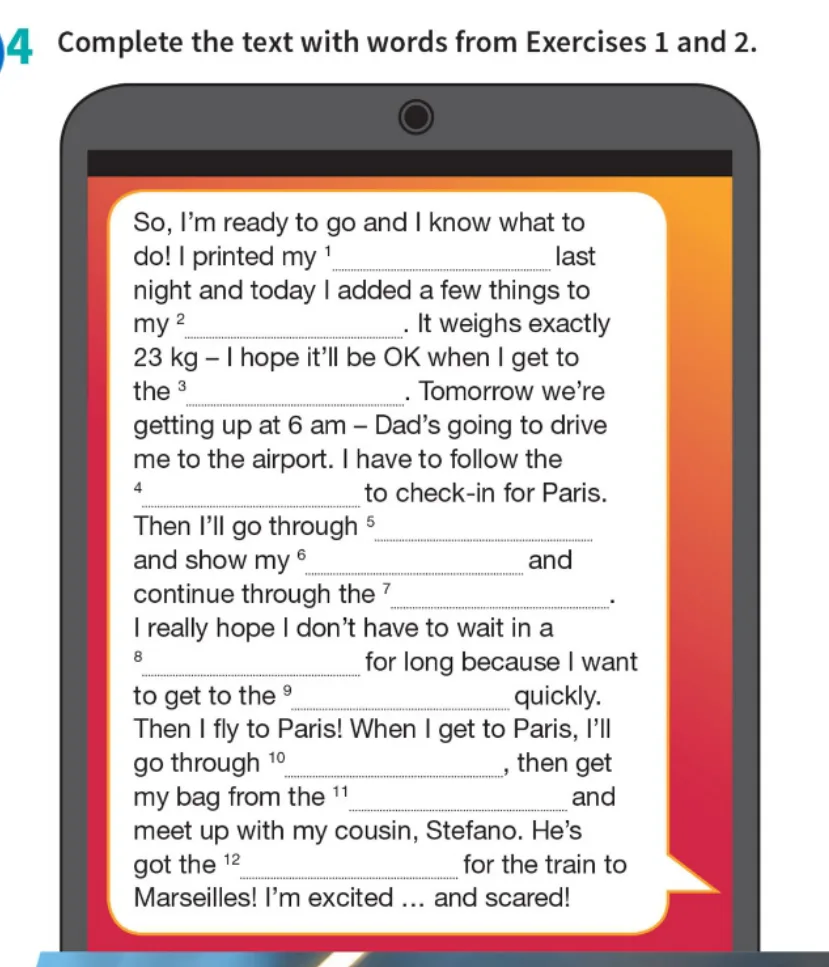 4 Complete the text with words from Exercises 1 and 2.
So, I'm ready to go and I know what to
do! I printed my 1 last
night and today I added a few things to
my 2 . It weighs exactly
23 kg – I hope it'll be OK when I get to
the 3 . Tomorrow we're
getting up at 6 am – Dad's going to drive
me to the airport. I have to follow the
4 to check-in for Paris.
Then I'll go through 5
and show my 6 and
continue through the 7 .
I really hope I don't have to wait in a
8 for long because I want
to get to the 9 quickly.
Then I fly to Paris! When I get to Paris, I'll
go through 10 , then get
my bag from the 11 and
meet up with my cousin, Stefano. He's
got the 12 for the train to
Marseilles! I'm excited ... and scared!